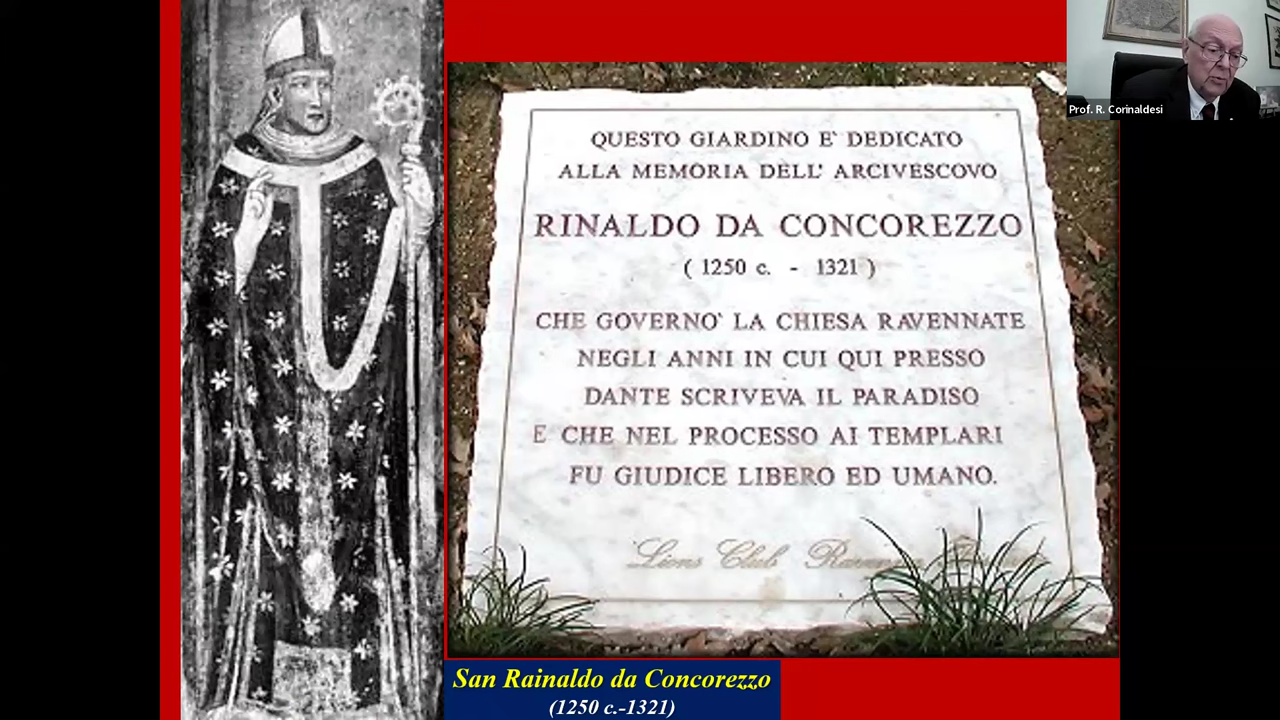 Prof. R. Corinaldesi
QUESTO GIARDINO E` DEDICATO
ALLA MEMORIA DELL' ARCIVESCOVO
RINALDO DA CONCOREZZO
( 1250 c. - 1321 )
CHE GOVERNO` LA CHIESA RAVENNATE
NEGLI ANNI IN CUI QUI PRESSO
DANTE SCRIVEVA IL PARADISO
E CHE NEL PROCESSO AI TEMPLARI
FU GIUDICE LIBERO ED UMANO.
Lions Club
San Rainaldo da Concorezzo
(1250 c.-1321)